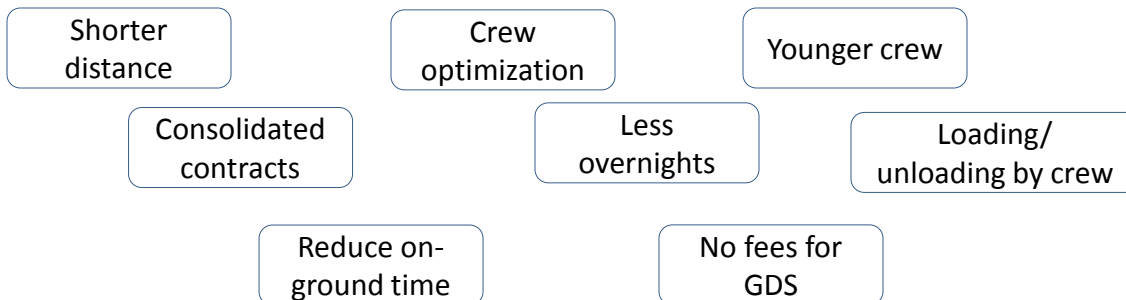 Shorter
distance
Crew
optimization
Younger crew
Consolidated
contracts
Less
overnights
Loading/
unloading by crew
Reduce on-
ground time
No fees for
GDS